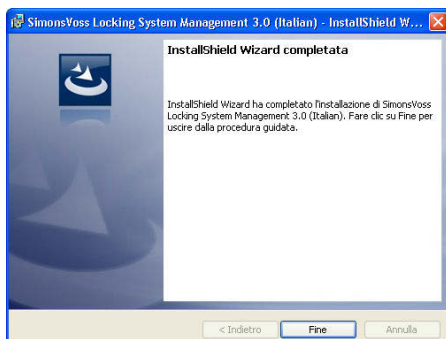 SimonsVoss Locking System Management 3.0 (Italian) - InstallShield W...
InstallShield Wizard completata
InstallShield Wizard ha completato l'installazione di SimonsVoss
Locking System Management 3.0 (Italian). Fare clic su Fine per
uscire dalla procedura guidata.
< Indietro
Fine
Annulla